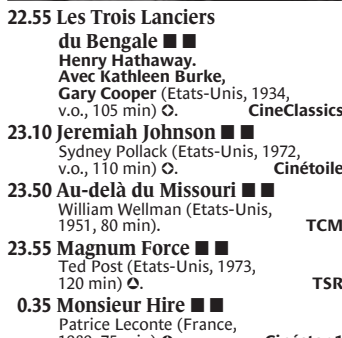 22.55 Les Trois Lanciers
du Bengale ■ ■
Henry Hathaway.
Avec Kathleen Burke,
Gary Cooper (Etats-Unis, 1934,
v.o., 105 min) ✪. CineClassics
23.10 Jeremiah Johnson ■ ■
Sydney Pollack (Etats-Unis, 1972,
v.o., 110 min) ✪. Cinétoile
23.50 Au-delà du Missouri ■ ■
William Wellman (Etats-Unis,
1951, 80 min). TCM
23.55 Magnum Force ■ ■
Ted Post (Etats-Unis, 1973,
120 min) ✪. TSR
0.35 Monsieur Hire ■ ■
Patrice Leconte (France,